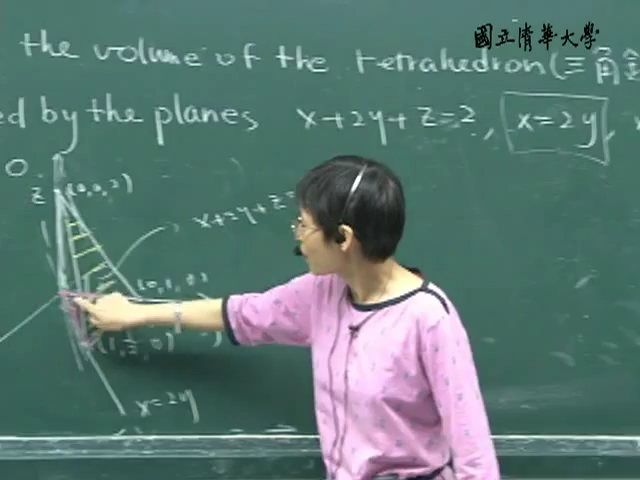 國立清華大學
the volume of the tetrahedron (三角
ed by the planes x+2y+z=2, x=2y,
0
z (0,0,2)
x+2y+z=
(0,1,0)
(1,½,0)
x=2y